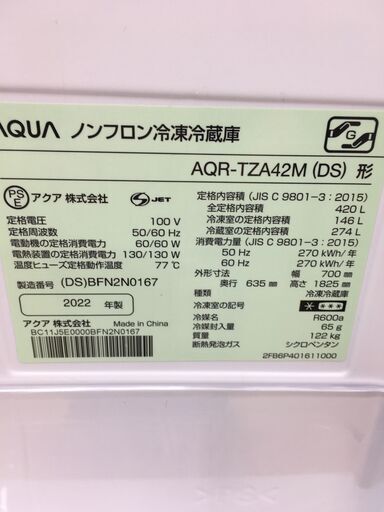 AQUA ノンフロン冷凍冷蔵庫
G
AQR-TZA42M (DS) 形
PS E アクア 株式会社 S JET
定格電圧 100 V
定格周波数 50/60 Hz
電動機の定格消費電力 60/60 W
電熱装置の定格消費電力 130/130 W
温度ヒューズ定格動作温度 77℃
製造番号 (DS)BFN2N0167
2022 年製
アクア 株式会社 Made in China
BC11J5E0000BFN2N0167
定格内容積 (JIS C 9801-3 : 2015)
全定格内容積 420 L
冷凍室の定格内容積 146 L
冷蔵室の定格内容積 274 L
消費電力量 (JIS C 9801-3 : 2015)
50 Hz 270 kWh/年
60 Hz 270 kWh/年
外形寸法 幅 700 mm
奥行 635 mm 高さ 1825 mm
種類 冷凍冷蔵庫
冷凍室の記号
冷媒名 R600a
冷媒封入量 65 g
質量 122 kg
断熱発泡ガス シクロペンタン
2FB6P401611000